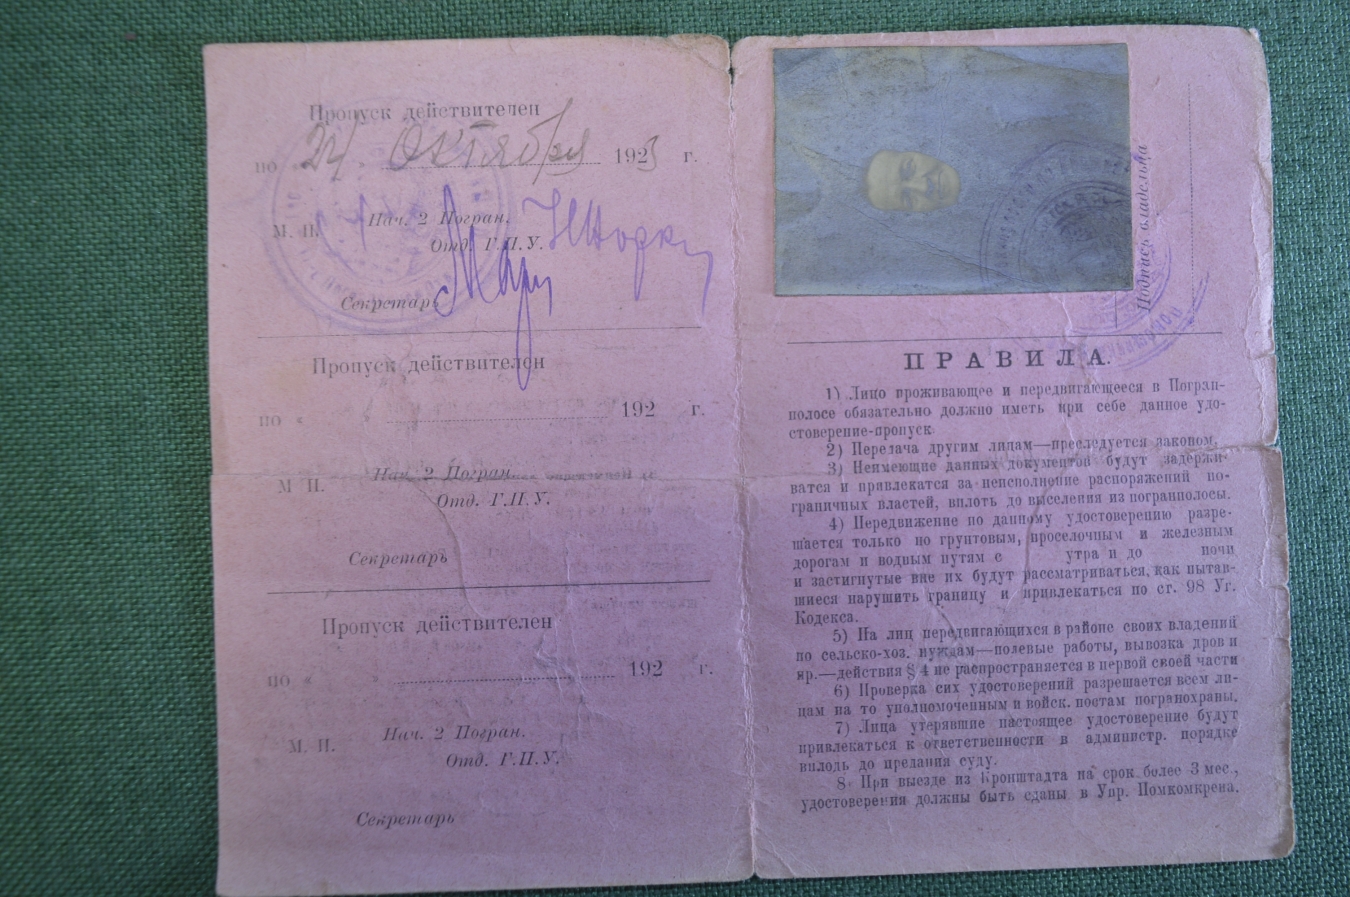 Пропуск действителен
по 24 Октября 1923 г.
М. П.
Нач. 2 Погран.
Отд. Г.П.У.
Секретарь
Пропуск действителен
по « » 192 г.
М. П.
Нач. 2 Погран.
Отд. Г.П.У.
Секретарь
Пропуск действителен
по « » 192 г.
М. П.
Нач. 2 Погран.
Отд. Г.П.У.
Секретарь
Подпись владельца
ПРАВИЛА.
1) Лицо проживающее и передвигающееся в Погран-
полосе обязательно должно иметь при себе данное удо-
стоверение-пропуск.
2) Передача другим лицам—преследуется законом.
3) Неимеющие данных документов будут задержи-
ватся и привлекатся за неисполнение распоряжений по-
граничных властей, вплоть до выселения из погранполосы.
4) Передвижение по данному удостоверению разре-
шается только по грунтовым, проселочным и железным
дорогам и водным путям с утра и до ночи
и застигнутые вне их будут рассматриваться, как пытав-
шиеся нарушить границу и привлекаться по ст. 98 Уг.
Кодекса.
5) На лиц передвигающихся в районе своих владений
по сельско-хоз. нуждам—полевые работы, вывозка дров и
пр.—действия § 4 не распространяется в первой своей части
6) Проверка сих удостоверений разрешается всем ли-
цам на то уполномоченным и войск. постам погранохраны.
7) Лица утерявшие настоящее удостоверение будут
привлекаться к ответственности в администр. порядке
вплодь до предания суду.
8) При выезде из Кронштадта на срок более 3 мес.,
удостоверения должны быть сданы в Упр. Помкомкрепа.